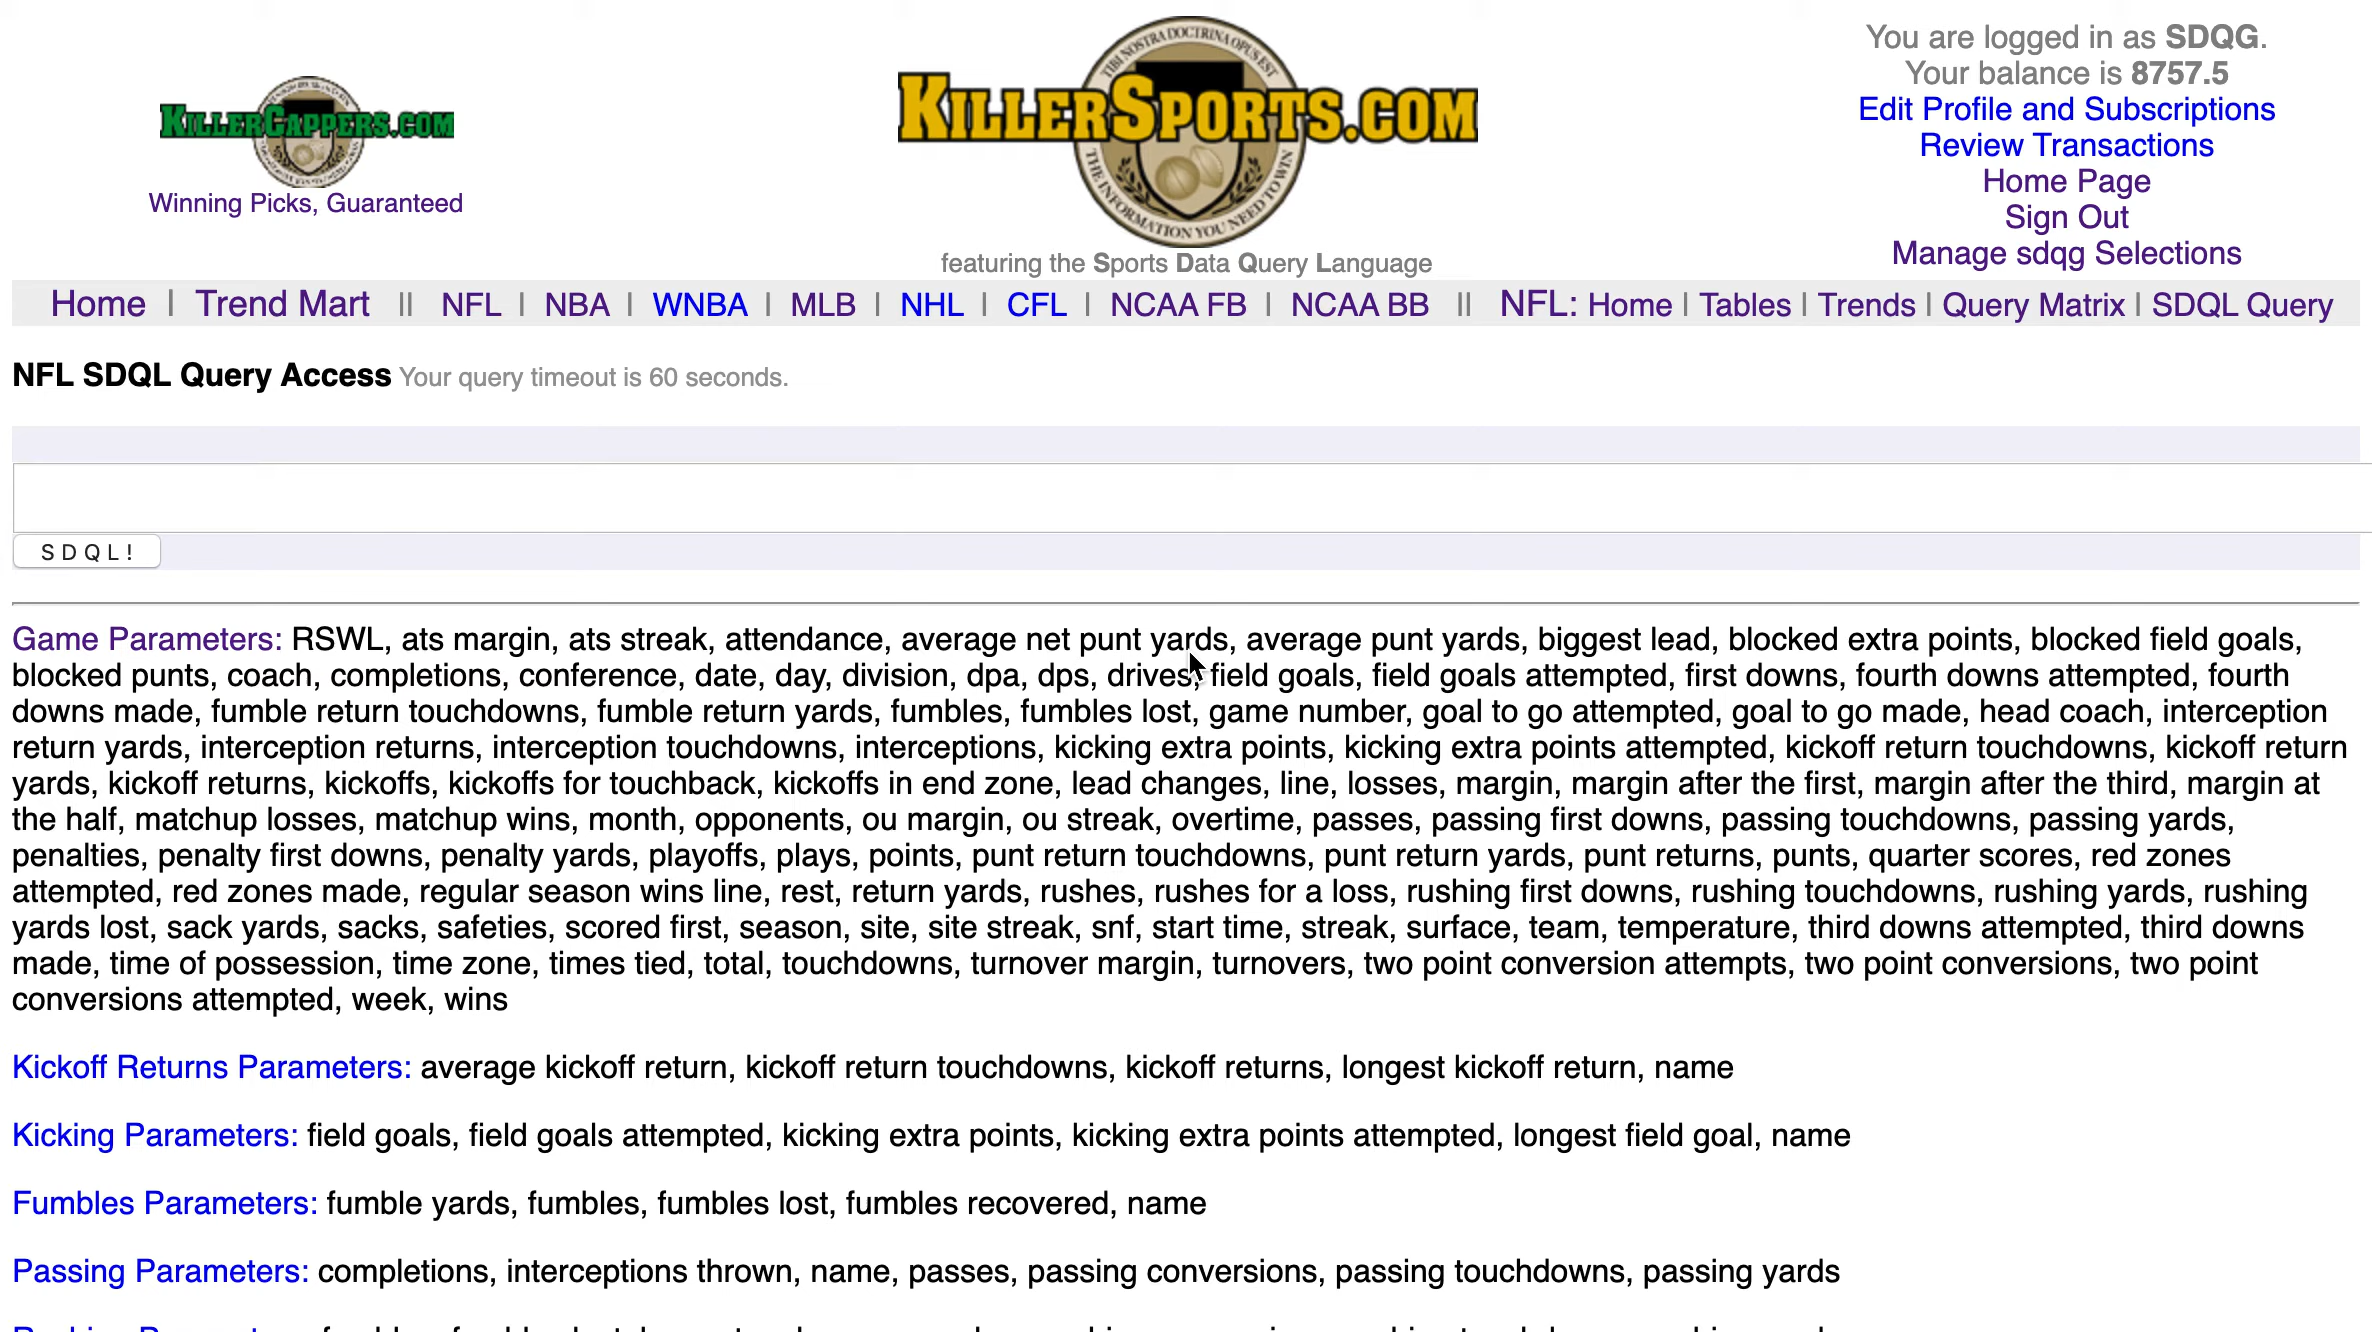 KILLERCAPPERS.COM
Winning Picks, Guaranteed
TIBI NOSTRA DOCTRINA OPUS EST
KILLERSPORTS.COM
THE INFORMATION YOU NEED TO WIN
featuring the Sports Data Query Language
You are logged in as SDQG.
Your balance is 8757.5
Edit Profile and Subscriptions
Review Transactions
Home Page
Sign Out
Manage sdqg Selections
Home | Trend Mart || NFL | NBA | WNBA | MLB | NHL | CFL | NCAA FB | NCAA BB || NFL: Home | Tables | Trends | Query Matrix | SDQL Query
NFL SDQL Query Access Your query timeout is 60 seconds.
SDQL!
Game Parameters: RSWL, ats margin, ats streak, attendance, average net punt yards, average punt yards, biggest lead, blocked extra points, blocked field goals,
blocked punts, coach, completions, conference, date, day, division, dpa, dps, drives, field goals, field goals attempted, first downs, fourth downs attempted, fourth
downs made, fumble return touchdowns, fumble return yards, fumbles, fumbles lost, game number, goal to go attempted, goal to go made, head coach, interception
return yards, interception returns, interception touchdowns, interceptions, kicking extra points, kicking extra points attempted, kickoff return touchdowns, kickoff return
yards, kickoff returns, kickoffs, kickoffs for touchback, kickoffs in end zone, lead changes, line, losses, margin, margin after the first, margin after the third, margin at
the half, matchup losses, matchup wins, month, opponents, ou margin, ou streak, overtime, passes, passing first downs, passing touchdowns, passing yards,
penalties, penalty first downs, penalty yards, playoffs, plays, points, punt return touchdowns, punt return yards, punt returns, punts, quarter scores, red zones
attempted, red zones made, regular season wins line, rest, return yards, rushes, rushes for a loss, rushing first downs, rushing touchdowns, rushing yards, rushing
yards lost, sack yards, sacks, safeties, scored first, season, site, site streak, snf, start time, streak, surface, team, temperature, third downs attempted, third downs
made, time of possession, time zone, times tied, total, touchdowns, turnover margin, turnovers, two point conversion attempts, two point conversions, two point
conversions attempted, week, wins
Kickoff Returns Parameters: average kickoff return, kickoff return touchdowns, kickoff returns, longest kickoff return, name
Kicking Parameters: field goals, field goals attempted, kicking extra points, kicking extra points attempted, longest field goal, name
Fumbles Parameters: fumble yards, fumbles, fumbles lost, fumbles recovered, name
Passing Parameters: completions, interceptions thrown, name, passes, passing conversions, passing touchdowns, passing yards